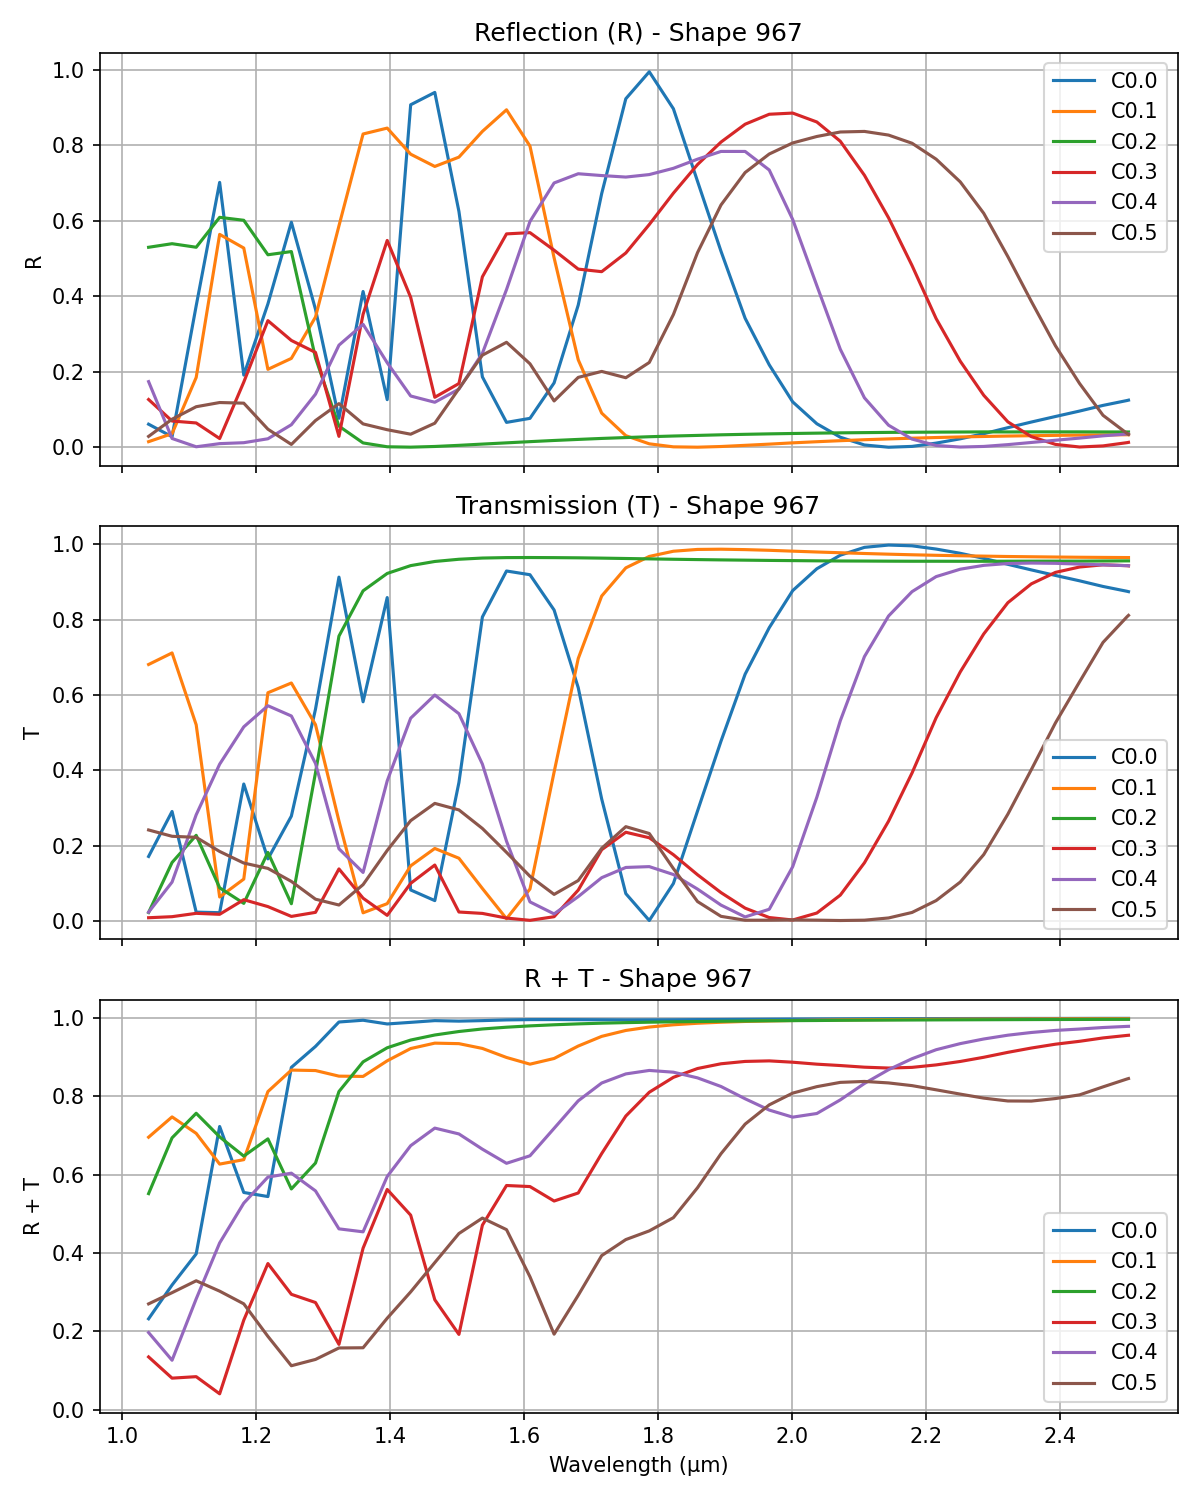 Reflection (R) - Shape 967
1.0
0.8
0.6
0.4
0.2
0.0
R
C0.0
C0.1
C0.2
C0.3
C0.4
C0.5
Transmission (T) - Shape 967
1.0
0.8
0.6
0.4
0.2
0.0
T
C0.0
C0.1
C0.2
C0.3
C0.4
C0.5
R + T - Shape 967
1.0
0.8
0.6
0.4
0.2
0.0
R + T
C0.0
C0.1
C0.2
C0.3
C0.4
C0.5
1.0 1.2 1.4 1.6 1.8 2.0 2.2 2.4
Wavelength (μm)